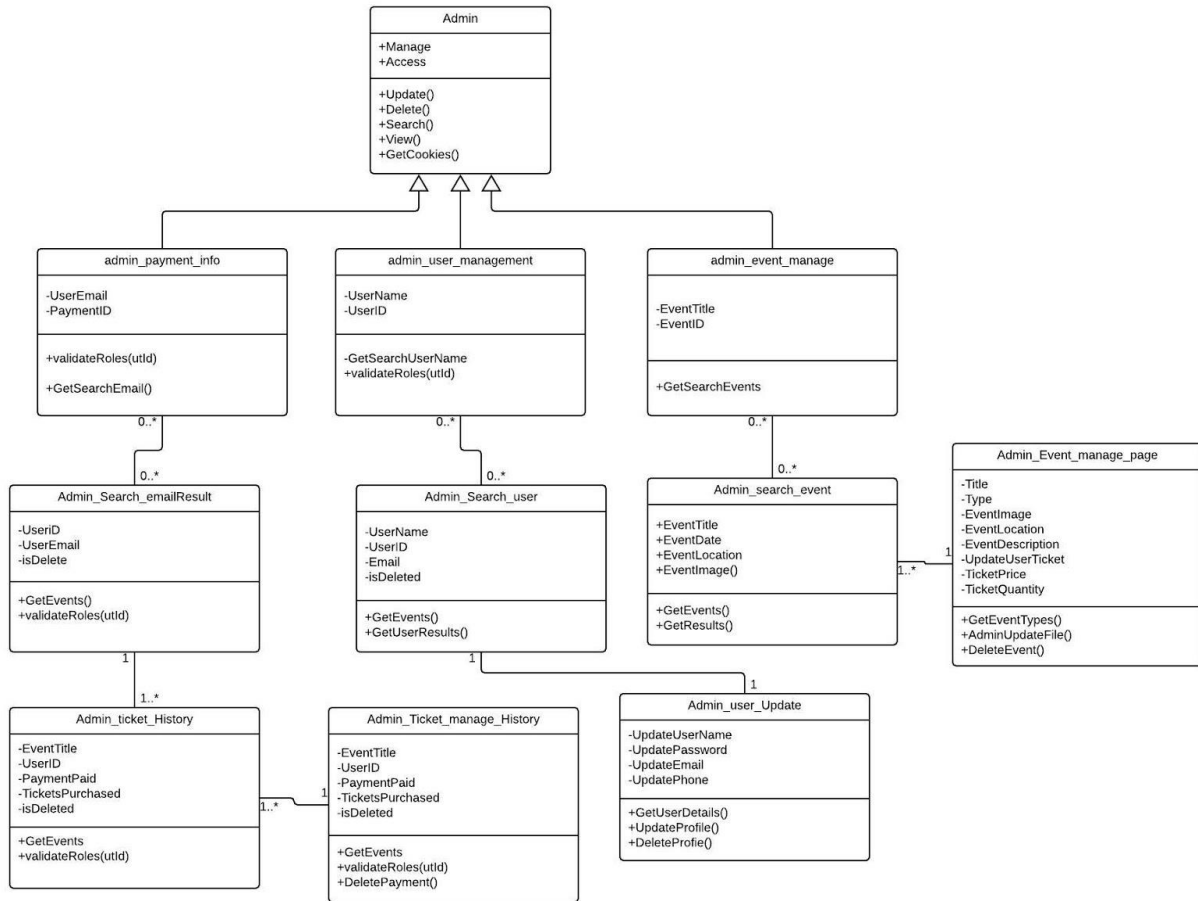 Admin
+Manage
+Access
+Update()
+Delete()
+Search()
+View()
+GetCookies()
admin_payment_info
-UserEmail
-PaymentID
+validateRoles(utId)
+GetSearchEmail()
admin_user_management
-UserName
-UserID
-GetSearchUserName
+validateRoles(utId)
admin_event_manage
-EventTitle
-EventID
+GetSearchEvents
0..*
0..*
0..*
0..*
0..*
0..*
Admin_Search_emailResult
-UseriD
-UserEmail
-isDelete
+GetEvents()
+validateRoles(utId)
Admin_Search_user
-UserName
-UserID
-Email
-isDeleted
+GetEvents()
+GetUserResults()
Admin_search_event
+EventTitle
+EventDate
+EventLocation
+EventImage()
+GetEvents()
+GetResults()
1..*
1
Admin_Event_manage_page
-Title
-Type
-EventImage
-EventLocation
-EventDescription
-UpdateUserTicket
-TicketPrice
-TicketQuantity
+GetEventTypes()
+AdminUpdateFile()
+DeleteEvent()
1
1..*
1
1
Admin_ticket_History
-EventTitle
-UserID
-PaymentPaid
-TicketsPurchased
-isDeleted
+GetEvents
+validateRoles(utId)
1..*
1
Admin_Ticket_manage_History
-EventTitle
-UserID
-PaymentPaid
-TicketsPurchased
-isDeleted
+GetEvents
+validateRoles(utId)
+DeletePayment()
Admin_user_Update
-UpdateUserName
-UpdatePassword
-UpdateEmail
-UpdatePhone
+GetUserDetails()
+UpdateProfile()
+DeleteProfie()